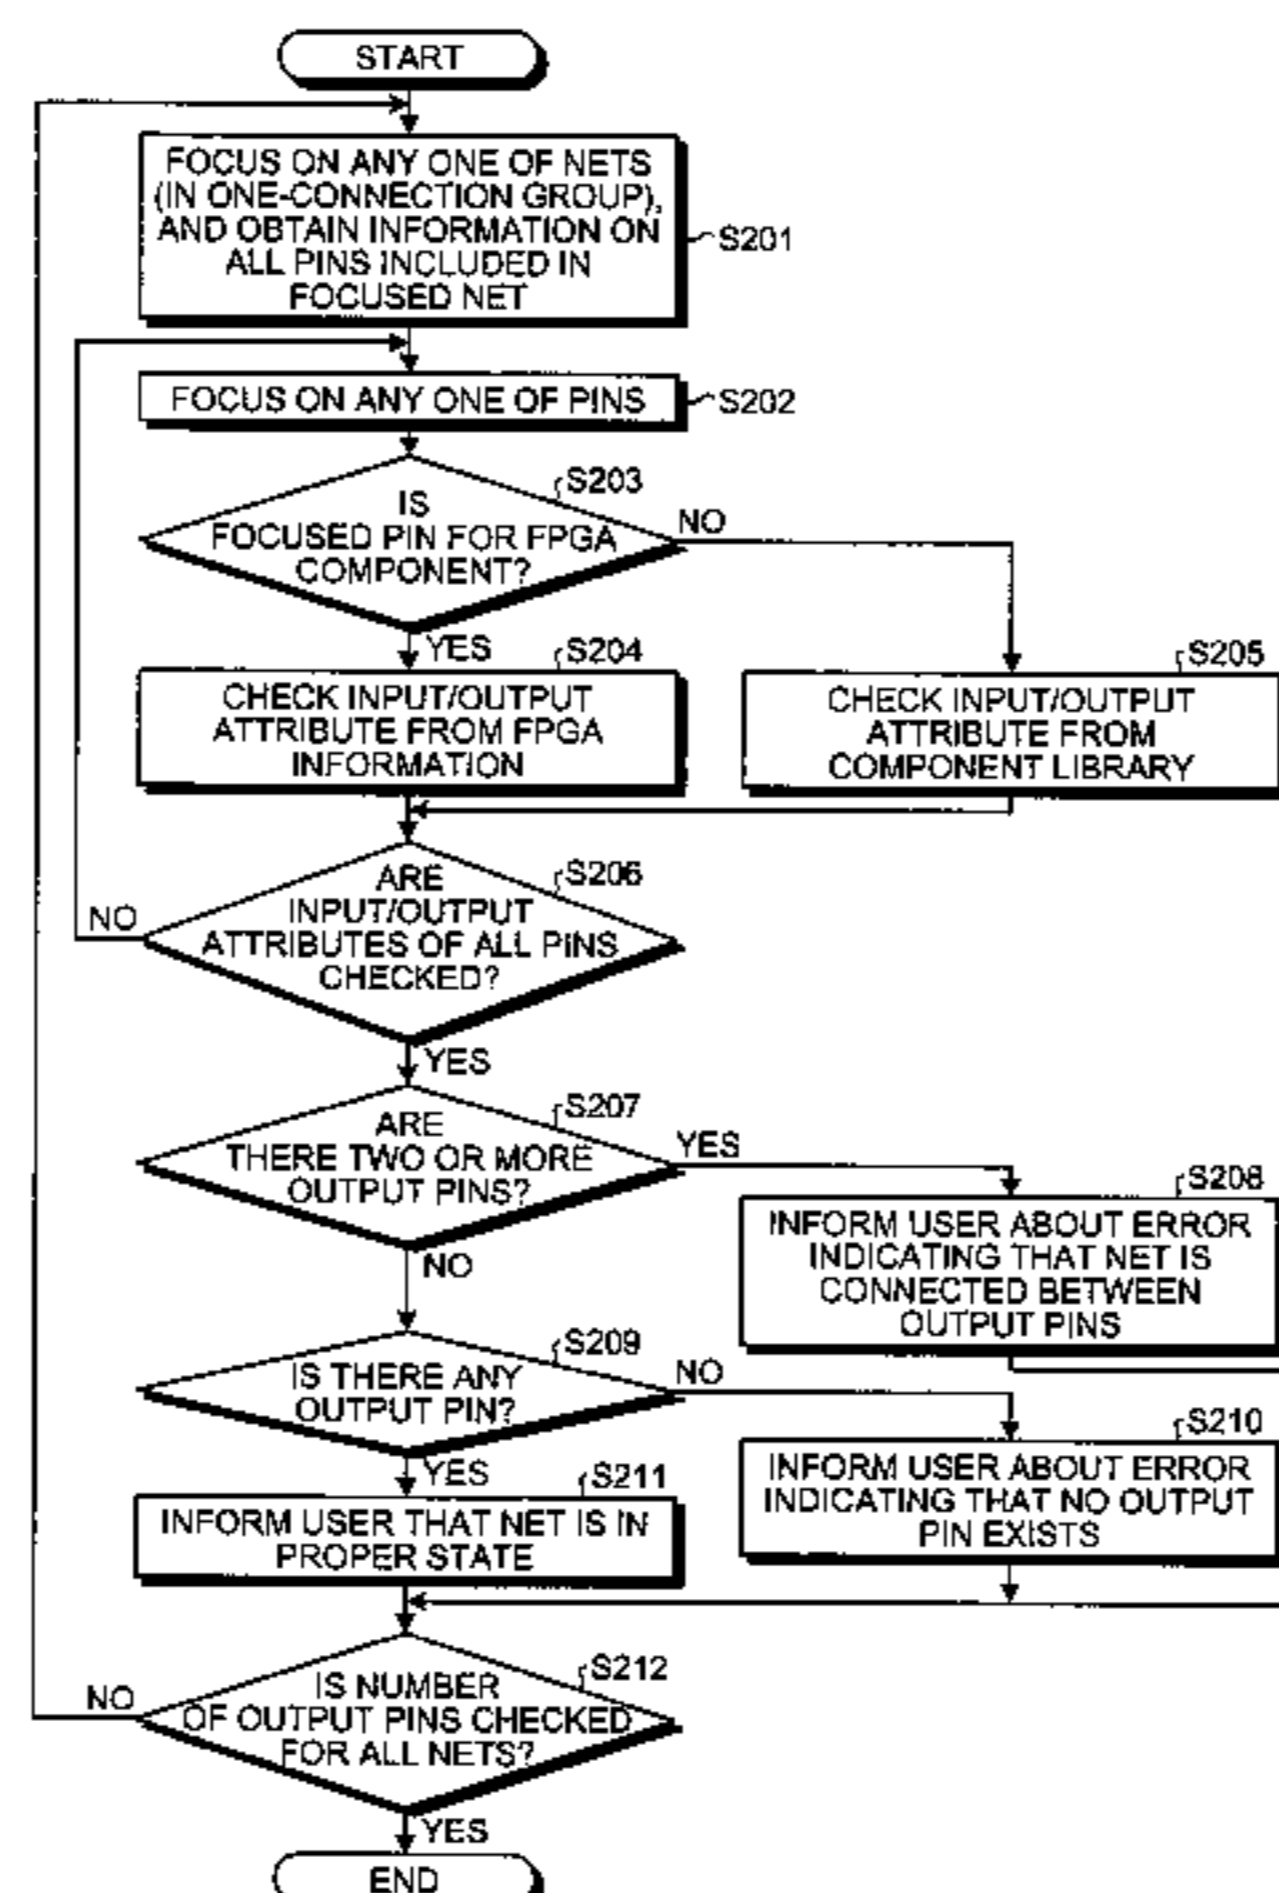 START
FOCUS ON ANY ONE OF NETS
(IN ONE-CONNECTION GROUP),
AND OBTAIN INFORMATION ON
ALL PINS INCLUDED IN
FOCUSED NET
S201
FOCUS ON ANY ONE OF PINS
S202
S203
IS
FOCUSED PIN FOR FPGA
COMPONENT?
NO
YES
S204
CHECK INPUT/OUTPUT
ATTRIBUTE FROM FPGA
INFORMATION
S205
CHECK INPUT/OUTPUT
ATTRIBUTE FROM
COMPONENT LIBRARY
S206
ARE
INPUT/OUTPUT
ATTRIBUTES OF ALL PINS
CHECKED?
NO
YES
S207
ARE
THERE TWO OR MORE
OUTPUT PINS?
YES
NO
S208
INFORM USER ABOUT ERROR
INDICATING THAT NET IS
CONNECTED BETWEEN
OUTPUT PINS
S209
IS THERE ANY
OUTPUT PIN?
NO
YES
S210
INFORM USER ABOUT ERROR
INDICATING THAT NO OUTPUT
PIN EXISTS
S211
INFORM USER THAT NET IS IN
PROPER STATE
S212
IS NUMBER
OF OUTPUT PINS CHECKED
FOR ALL NETS?
NO
YES
END